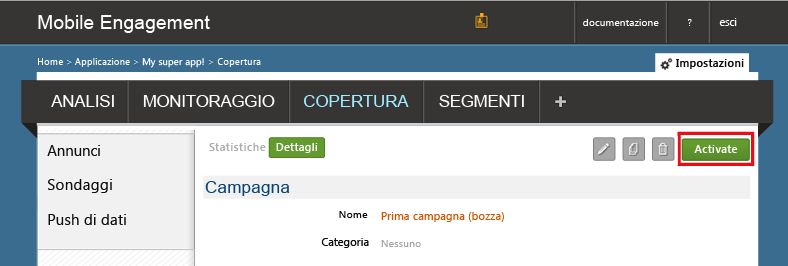 Mobile Engagement documentazione ? esci
Home > Applicazione > My super app! > Copertura
Impostazioni
ANALISI MONITORAGGIO COPERTURA SEGMENTI +
Annunci
Sondaggi
Push di dati
Statistiche Dettagli Activate
Campagna
Nome Prima campagna (bozza)
Categoria Nessuno